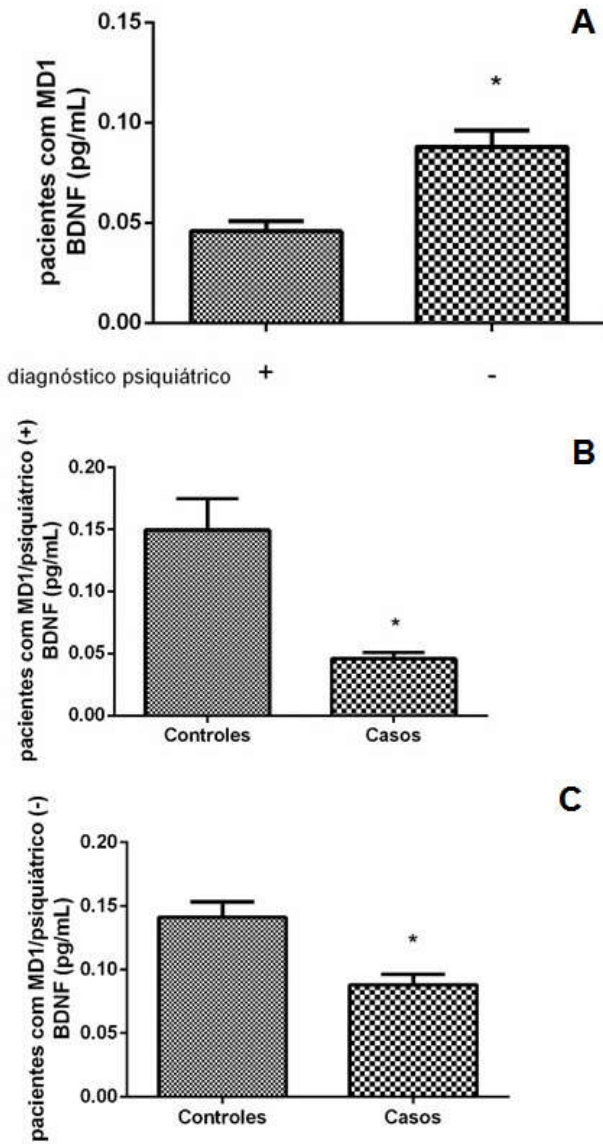 A
pacientes com MD1
BDNF (pg/mL)
0.15
0.10
0.05
0.00
*
diagnóstico psiquiátrico + -
B
pacientes com MD1/psiquiátrico (+)
BDNF (pg/mL)
0.20
0.15
0.10
0.05
0.00
*
Controles Casos
C
pacientes com MD1/psiquiátrico (-)
BDNF (pg/mL)
0.20
0.15
0.10
0.05
0.00
*
Controles Casos